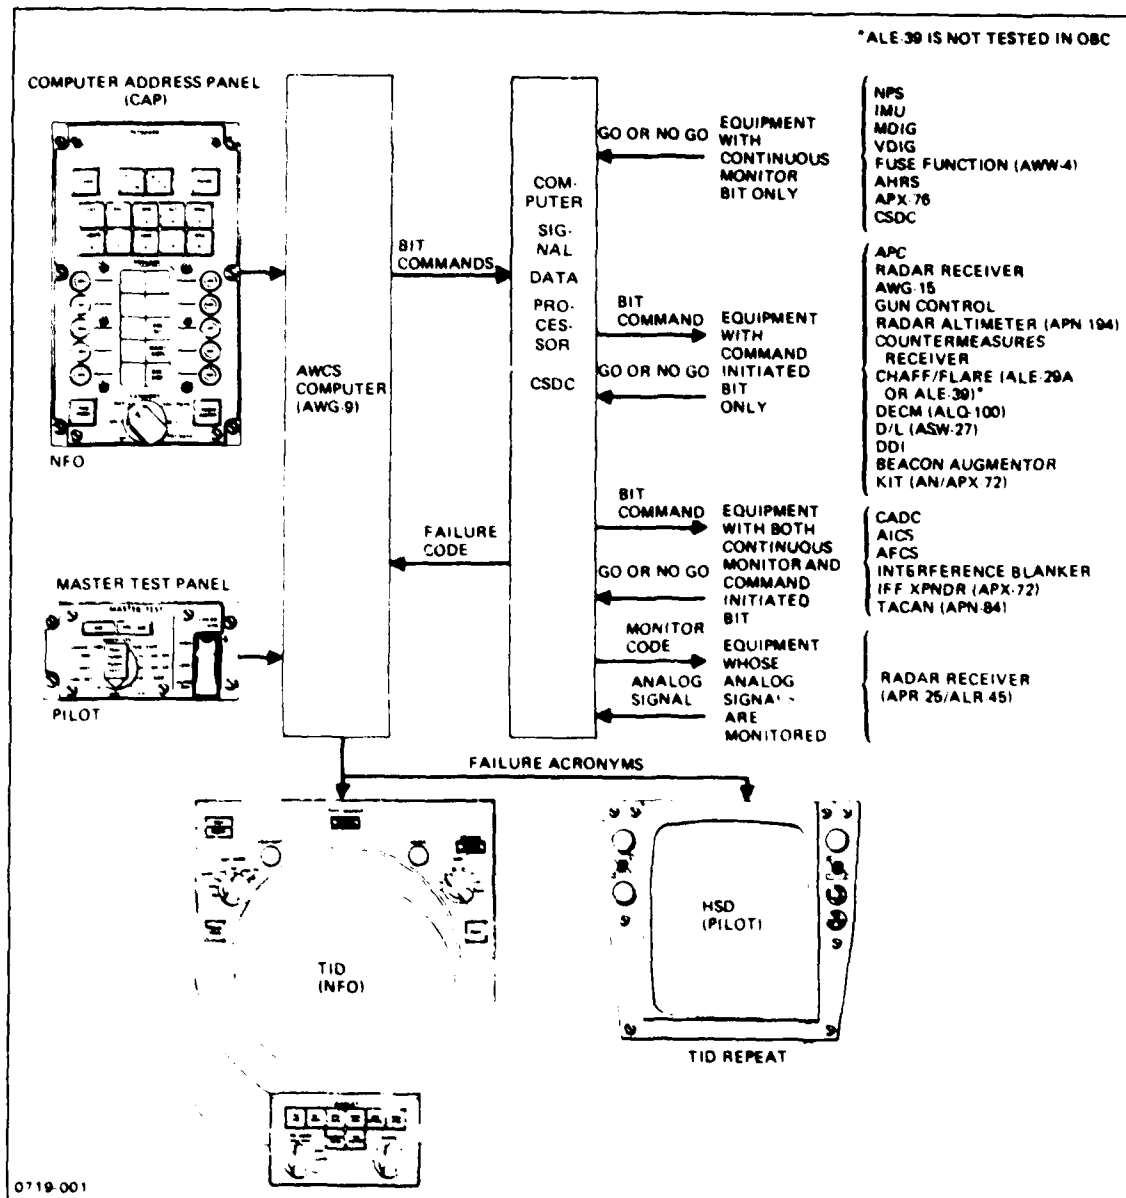 *ALE-39 IS NOT TESTED IN OBC
COMPUTER ADDRESS PANEL
(CAP)
NFO
MASTER TEST PANEL
MASTER TEST
PILOT
AWCS
COMPUTER
(AWG-9)
BIT
COMMANDS
FAILURE
CODE
COM-
PUTER
SIG-
NAL
DATA
PRO-
CES-
SOR
CSDC
GO OR NO GO
EQUIPMENT
WITH
CONTINUOUS
MONITOR
BIT ONLY
NPS
IMU
MDIG
VDIG
FUSE FUNCTION (AWW-4)
AHRS
APX-76
CSDC
BIT
COMMAND
GO OR NO GO
EQUIPMENT
WITH
COMMAND
INITIATED
BIT
ONLY
APC
RADAR RECEIVER
AWG-15
GUN CONTROL
RADAR ALTIMETER (APN 194)
COUNTERMEASURES
RECEIVER
CHAFF/FLARE (ALE-29A
OR ALE-39)*
DECM (ALQ-100)
D/L (ASW-27)
DDI
BEACON AUGMENTOR
KIT (AN/APX-72)
BIT
COMMAND
GO OR NO GO
EQUIPMENT
WITH BOTH
CONTINUOUS
MONITOR AND
COMMAND
INITIATED
BIT
CADC
AICS
AFCS
INTERFERENCE BLANKER
IFF XPNDR (APX-72)
TACAN (APN-84)
MONITOR
CODE
ANALOG
SIGNAL
EQUIPMENT
WHOSE
ANALOG
SIGNALS
ARE
MONITORED
RADAR RECEIVER
(APR 25/ALR 45)
FAILURE ACRONYMS
TID
(NFO)
HSD
(PILOT)
TID REPEAT
0719-001